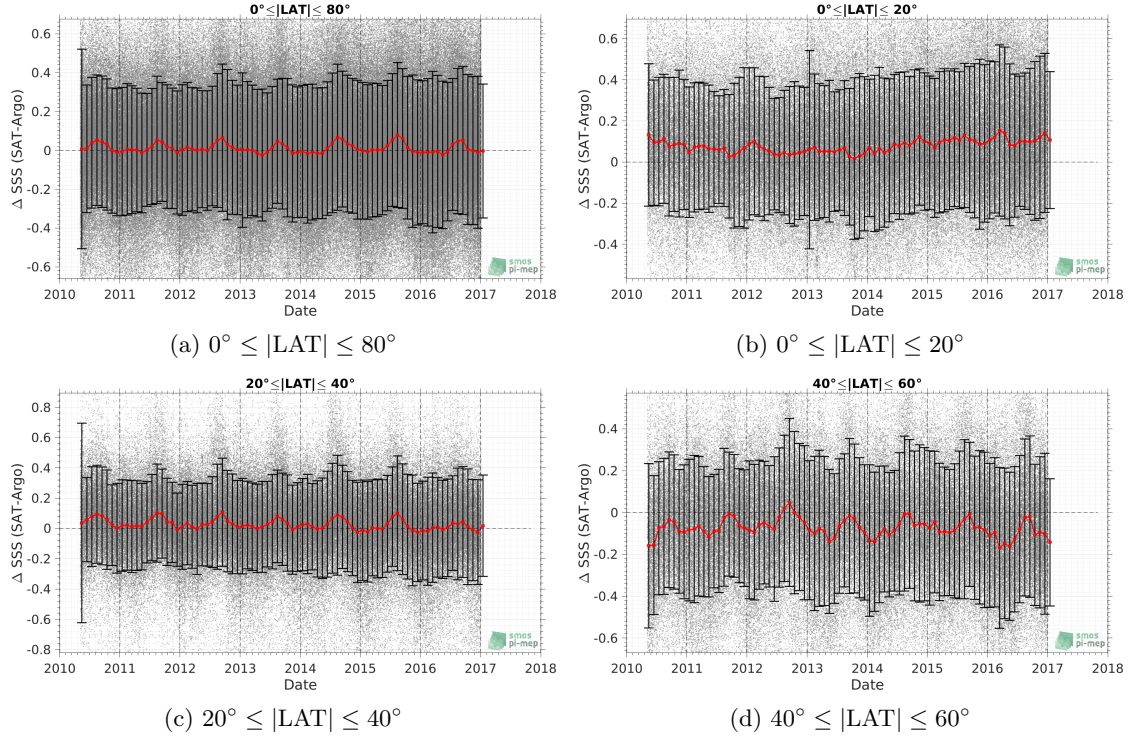 0°≤|LAT|≤ 80°
Δ SSS (SAT-Argo)
0.6
0.4
0.2
0
-0.2
-0.4
-0.6
2010 2011 2012 2013 2014 2015 2016 2017 2018
Date
smos
pi-mep
(a) 0° ≤ |LAT| ≤ 80°
0°≤|LAT|≤ 20°
Δ SSS (SAT-Argo)
0.6
0.4
0.2
0
-0.2
-0.4
2010 2011 2012 2013 2014 2015 2016 2017 2018
Date
smos
pi-mep
(b) 0° ≤ |LAT| ≤ 20°
20°≤|LAT|≤ 40°
Δ SSS (SAT-Argo)
0.8
0.6
0.4
0.2
0
-0.2
-0.4
-0.6
-0.8
2010 2011 2012 2013 2014 2015 2016 2017 2018
Date
smos
pi-mep
(c) 20° ≤ |LAT| ≤ 40°
40°≤|LAT|≤ 60°
Δ SSS (SAT-Argo)
0.4
0.2
0
-0.2
-0.4
-0.6
2010 2011 2012 2013 2014 2015 2016 2017 2018
Date
smos
pi-mep
(d) 40° ≤ |LAT| ≤ 60°